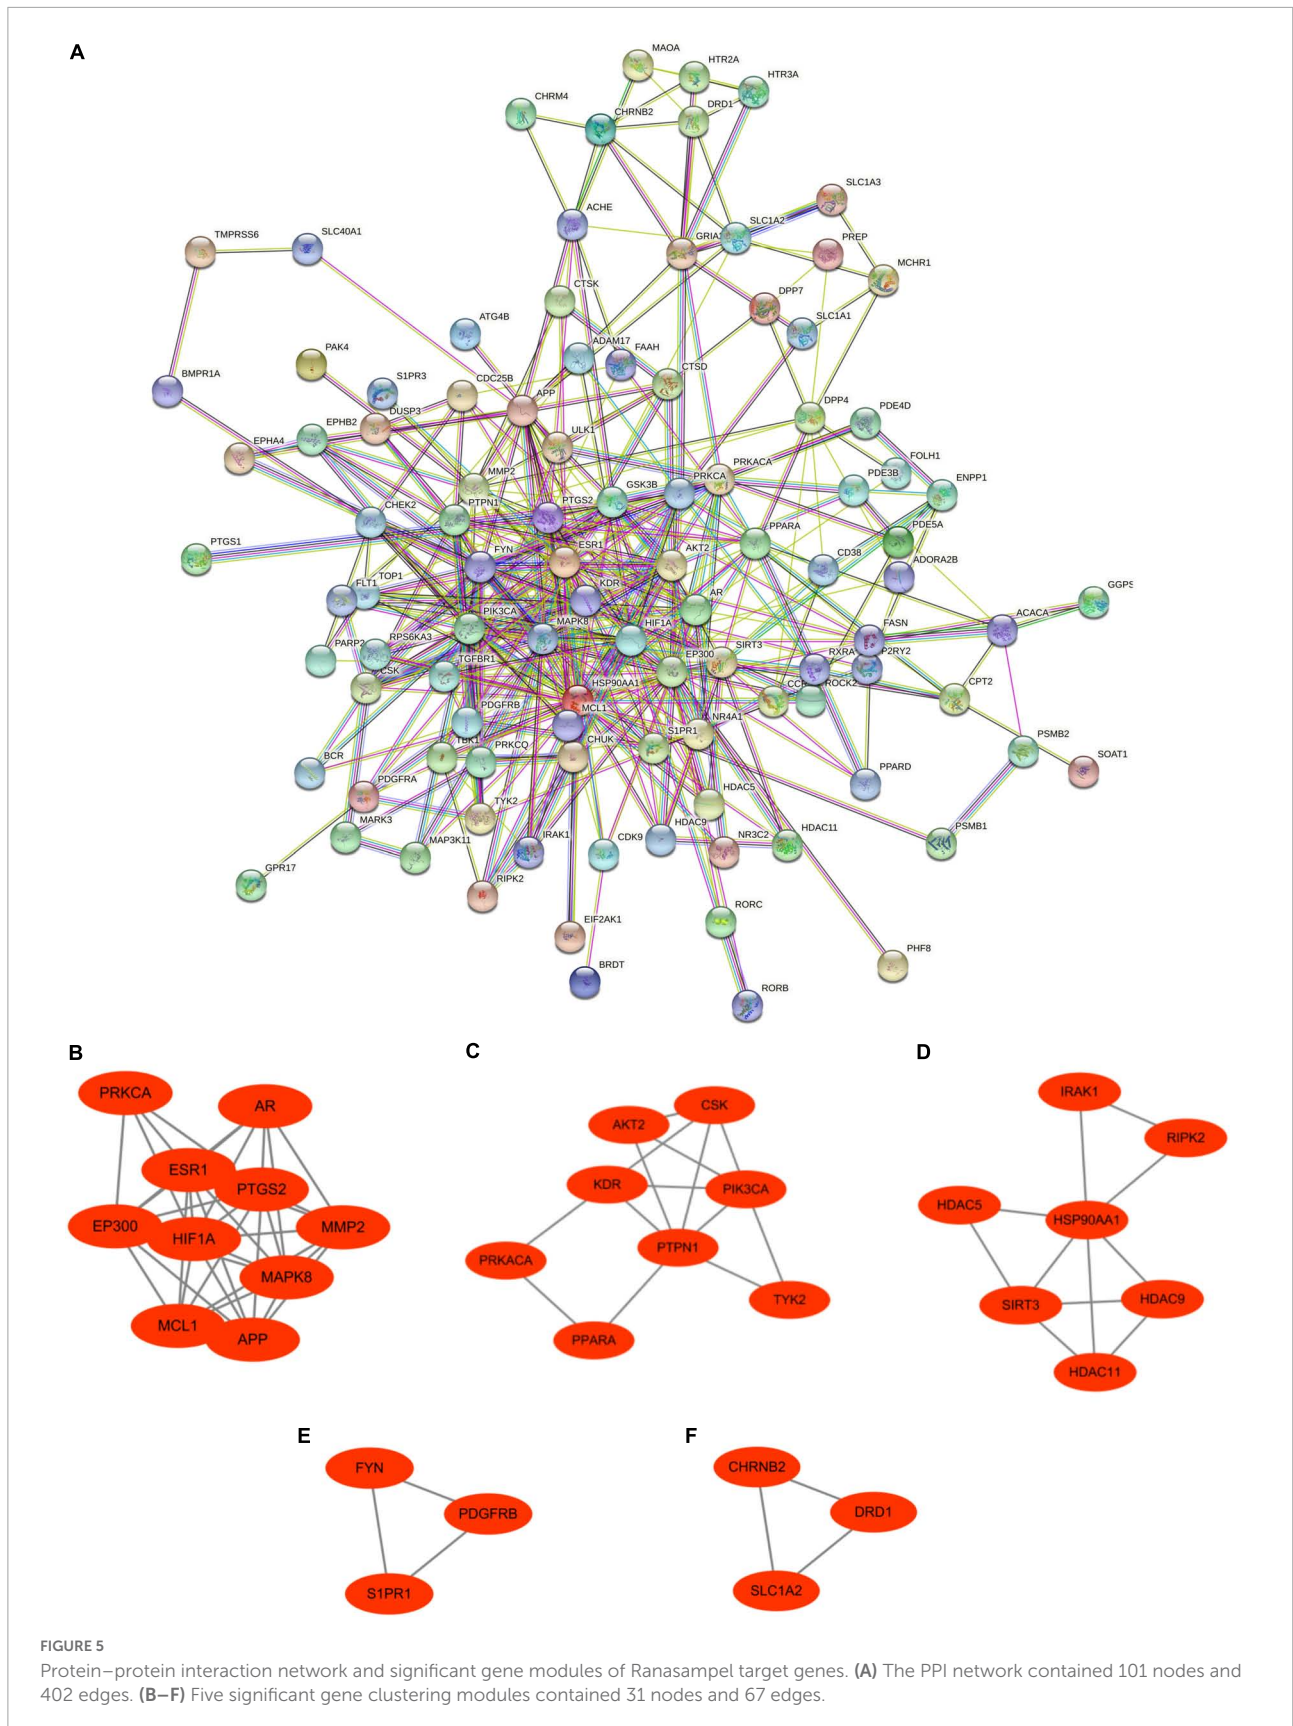 A
MAOA
HTR2A
HTR3A
CHRM4
CHRNB2
DRD1
SLC1A3
ACHE
SLC1A2
TMPRSS6
SLC40A1
PREP
MCHR1
CTSK
DPP7
ATG4B
SLC1A1
ADAM17
FAAH
PAK4
BMPR1A
S1PR3
CDC25B
CTSD
APP
DPP4
PDE4D
EPHB2
DUSP3
ULK1
EPHA4
FOLH1
MMP2
PRKCA
PRKACA
PDE3B
ENPP1
GSK3B
CHEK2
PTPN1
PTGS2
PPARA
PDE5A
PTGS1
FYN
ESR1
AKT2
CD38
ADORA2B
FLT1
TOP1
KDR
AR
GGPS
ACACA
PIK3CA
MAPK8
HIF1A
FASN
PARP2
RPS6KA3
TGFBR1
EP300
SIRT3
RXRA
P2RY2
CSK
HSP90AA1
ROCK2
CPT2
PDGFRB
MCL1
NR4A1
S1PR1
TBK1
PRKCQ
CHUK
PSMB2
BCR
SOAT1
PDGFRA
PPARD
TYK2
HDAC5
MARK3
MAP3K11
IRAK1
CDK9
HDAC9
NR3C2
HDAC11
PSMB1
GPR17
RIPK2
EIF2AK1
RORC
PHF8
BRDT
RORB
B
PRKCA
AR
ESR1
PTGS2
EP300
HIF1A
MMP2
MAPK8
MCL1
APP
C
CSK
AKT2
KDR
PIK3CA
PTPN1
PRKACA
TYK2
PPARA
D
IRAK1
RIPK2
HDAC5
HSP90AA1
SIRT3
HDAC9
HDAC11
E
FYN
PDGFRB
S1PR1
F
CHRNB2
DRD1
SLC1A2
FIGURE 5
Protein–protein interaction network and significant gene modules of Ranasampel target genes. (A) The PPI network contained 101 nodes and
402 edges. (B–F) Five significant gene clustering modules contained 31 nodes and 67 edges.